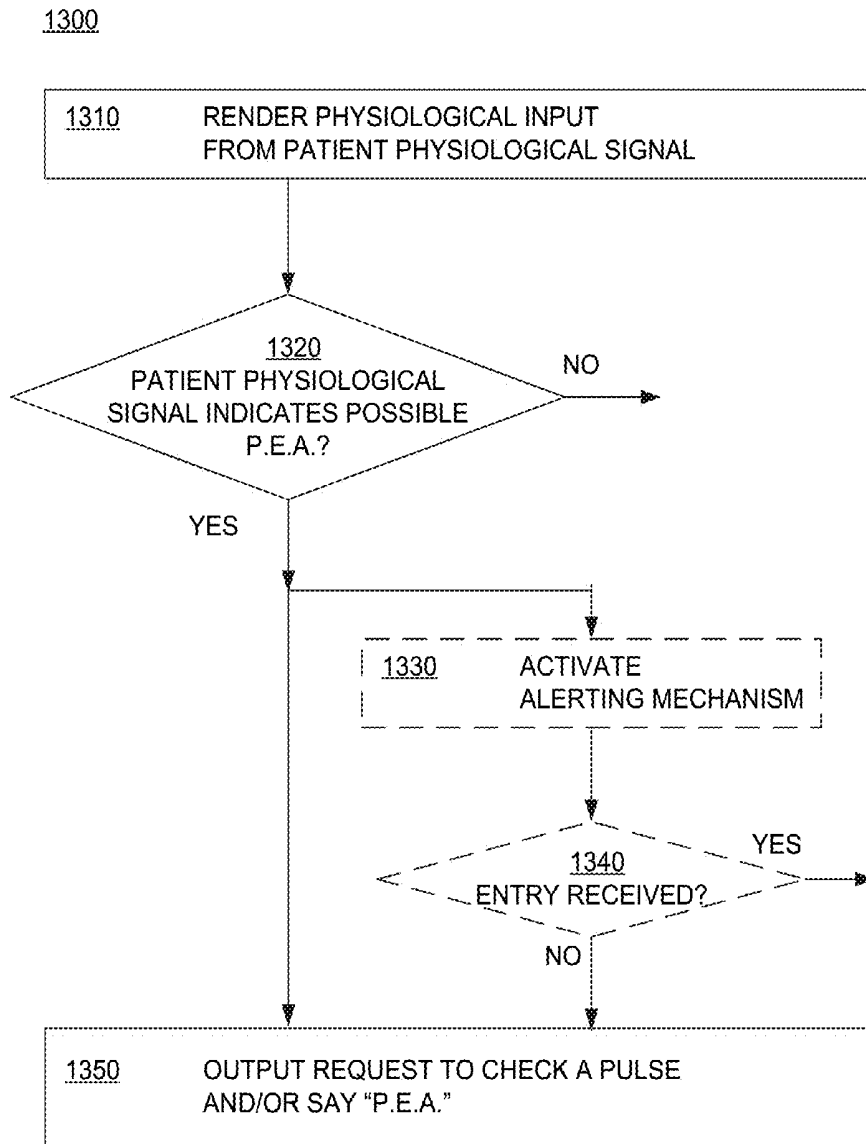 1300
1310 RENDER PHYSIOLOGICAL INPUT
FROM PATIENT PHYSIOLOGICAL SIGNAL
1320
PATIENT PHYSIOLOGICAL
SIGNAL INDICATES POSSIBLE
P.E.A.?
NO
YES
1330 ACTIVATE
ALERTING MECHANISM
1340
ENTRY RECEIVED?
YES
NO
1350 OUTPUT REQUEST TO CHECK A PULSE
AND/OR SAY “P.E.A.”